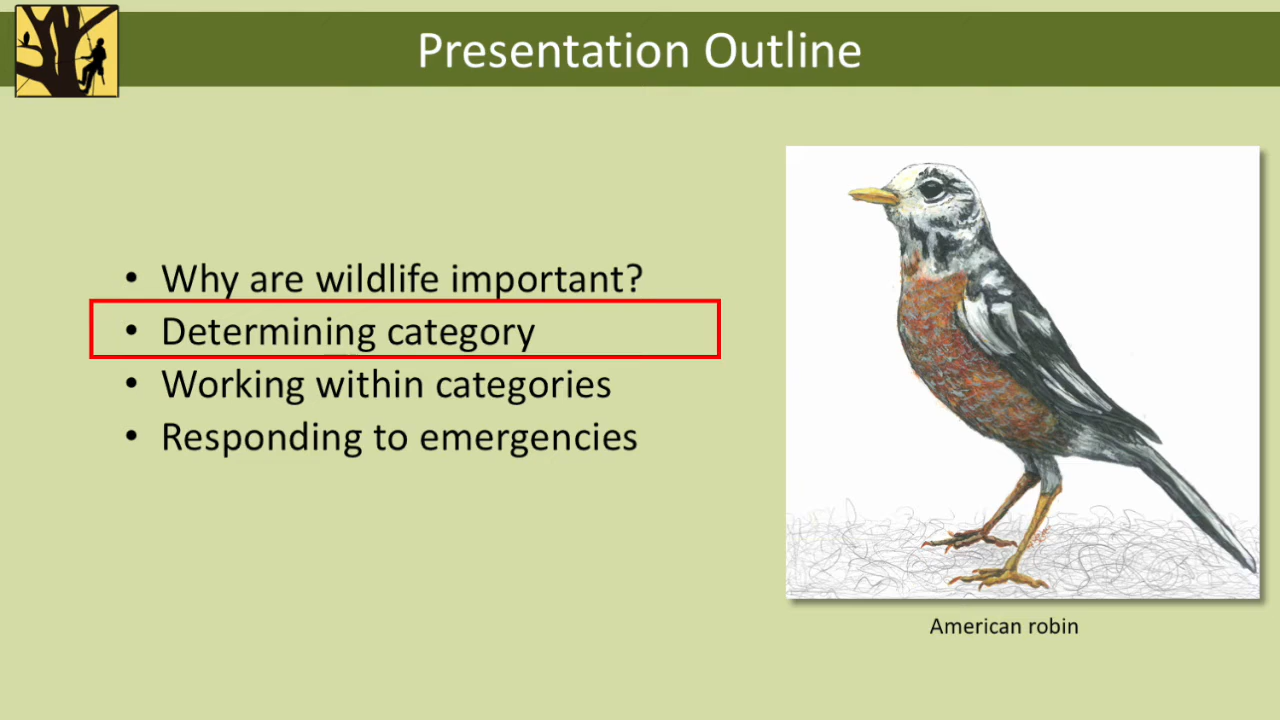 Presentation Outline
• Why are wildlife important?
• Determining category
• Working within categories
• Responding to emergencies
American robin